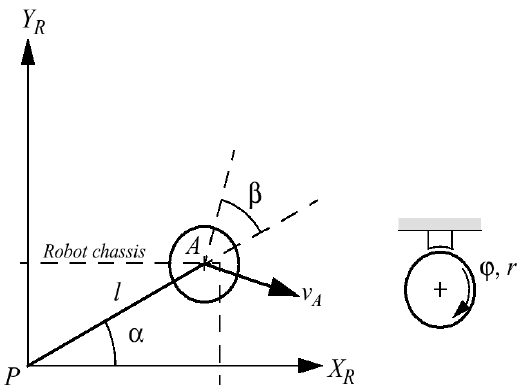 Y_R
β
Robot chassis
A
l
v_A
φ, r
α
P
X_R